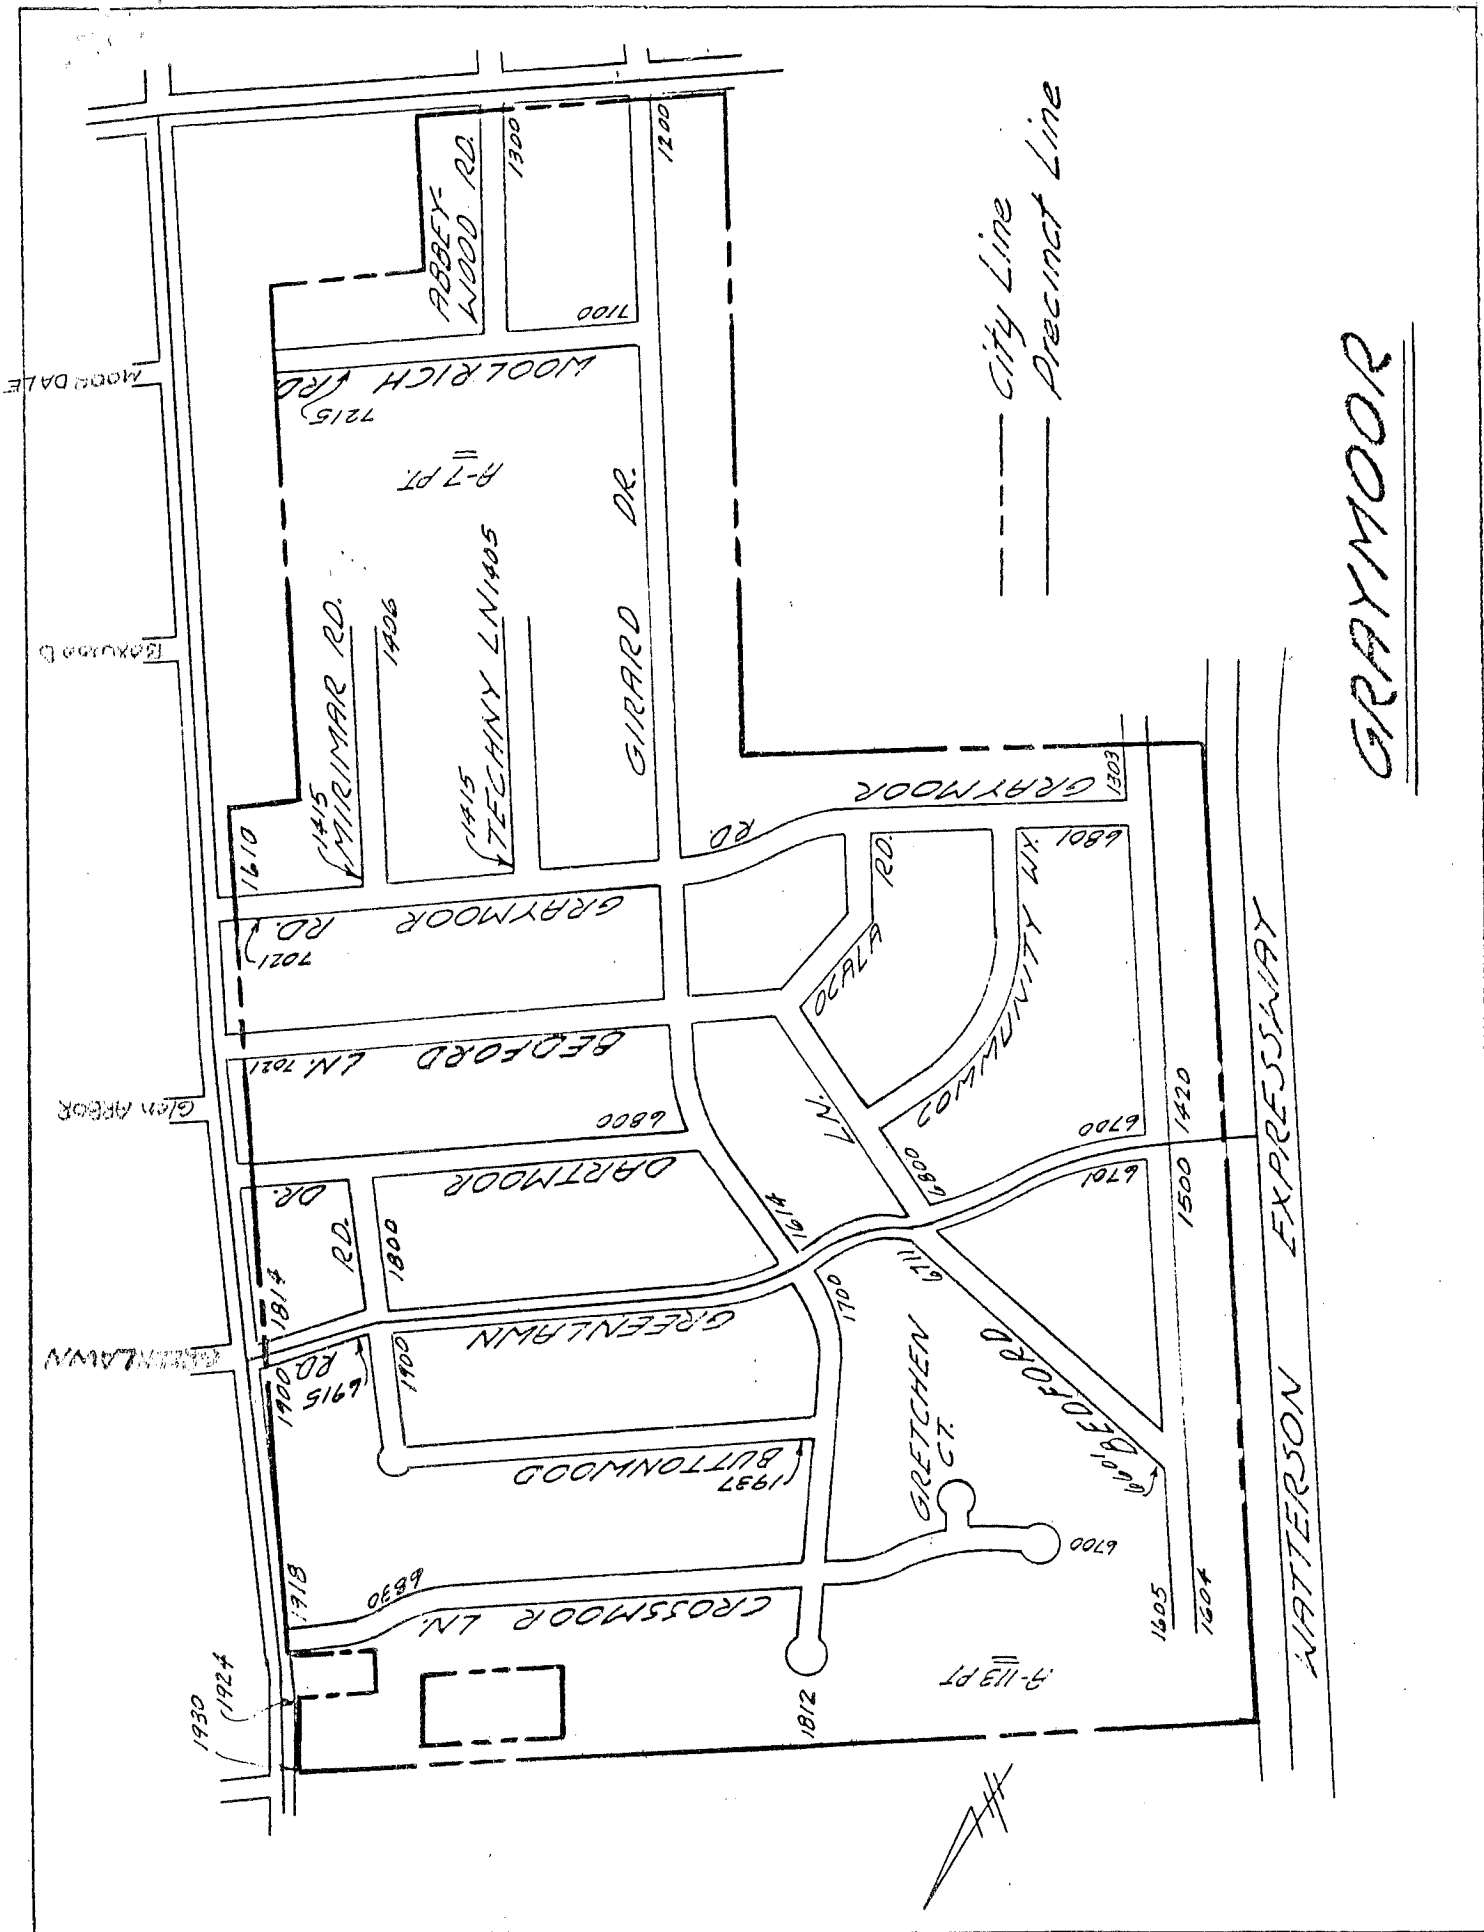 GRAYMOOR
City Line
Precinct Line
WATTERSON EXPRESSWAY
MOORDALE
BOXWOOD
Glen ARBOR
GREENLAWN
ABBEY-
WOOD RD.
1300
1200
7100
WOOLRICH RD.
7215
A-7 PT.
1415
MIRIMAR RD.
1406
1415
TECHNY LN 1405
GIRARD DR.
1610
7021
GRAYMOOR RD.
GRAYMOOR RD.
1303
6801
OCALA RD.
COMMUNITY WY.
BEDFORD LN. 7021
LN.
6800
DARTMOOR DR.
6800
6700
6701
1420
1500
1614
1700
6711
1814
RD.
1800
1900
GREENLAWN RD.
6915
1900
BUTTONWOOD
1937
GRETCHEN
CT.
BEDFORD
6601
6700
1918
6830
CROSSMOOR LN.
1930
1924
1812
A-113 PT
1605
1604